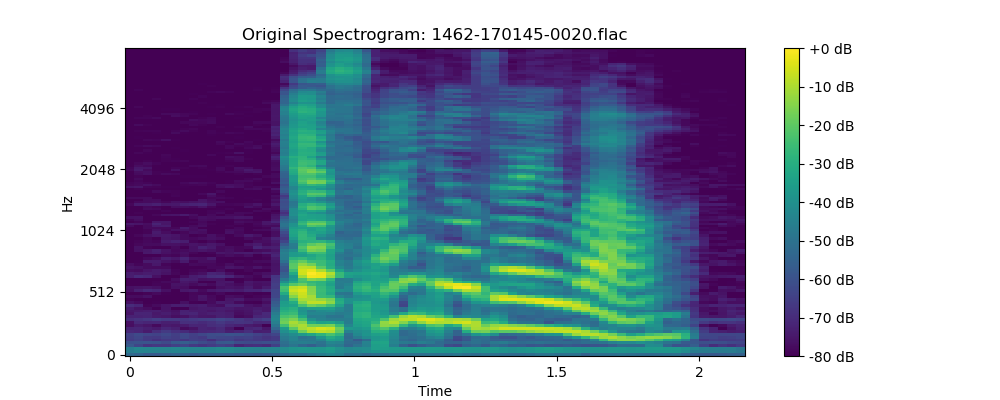 Original Spectrogram: 1462-170145-0020.flac
Hz
4096
2048
1024
512
0
0
0.5
1
1.5
2
Time
+0 dB
-10 dB
-20 dB
-30 dB
-40 dB
-50 dB
-60 dB
-70 dB
-80 dB